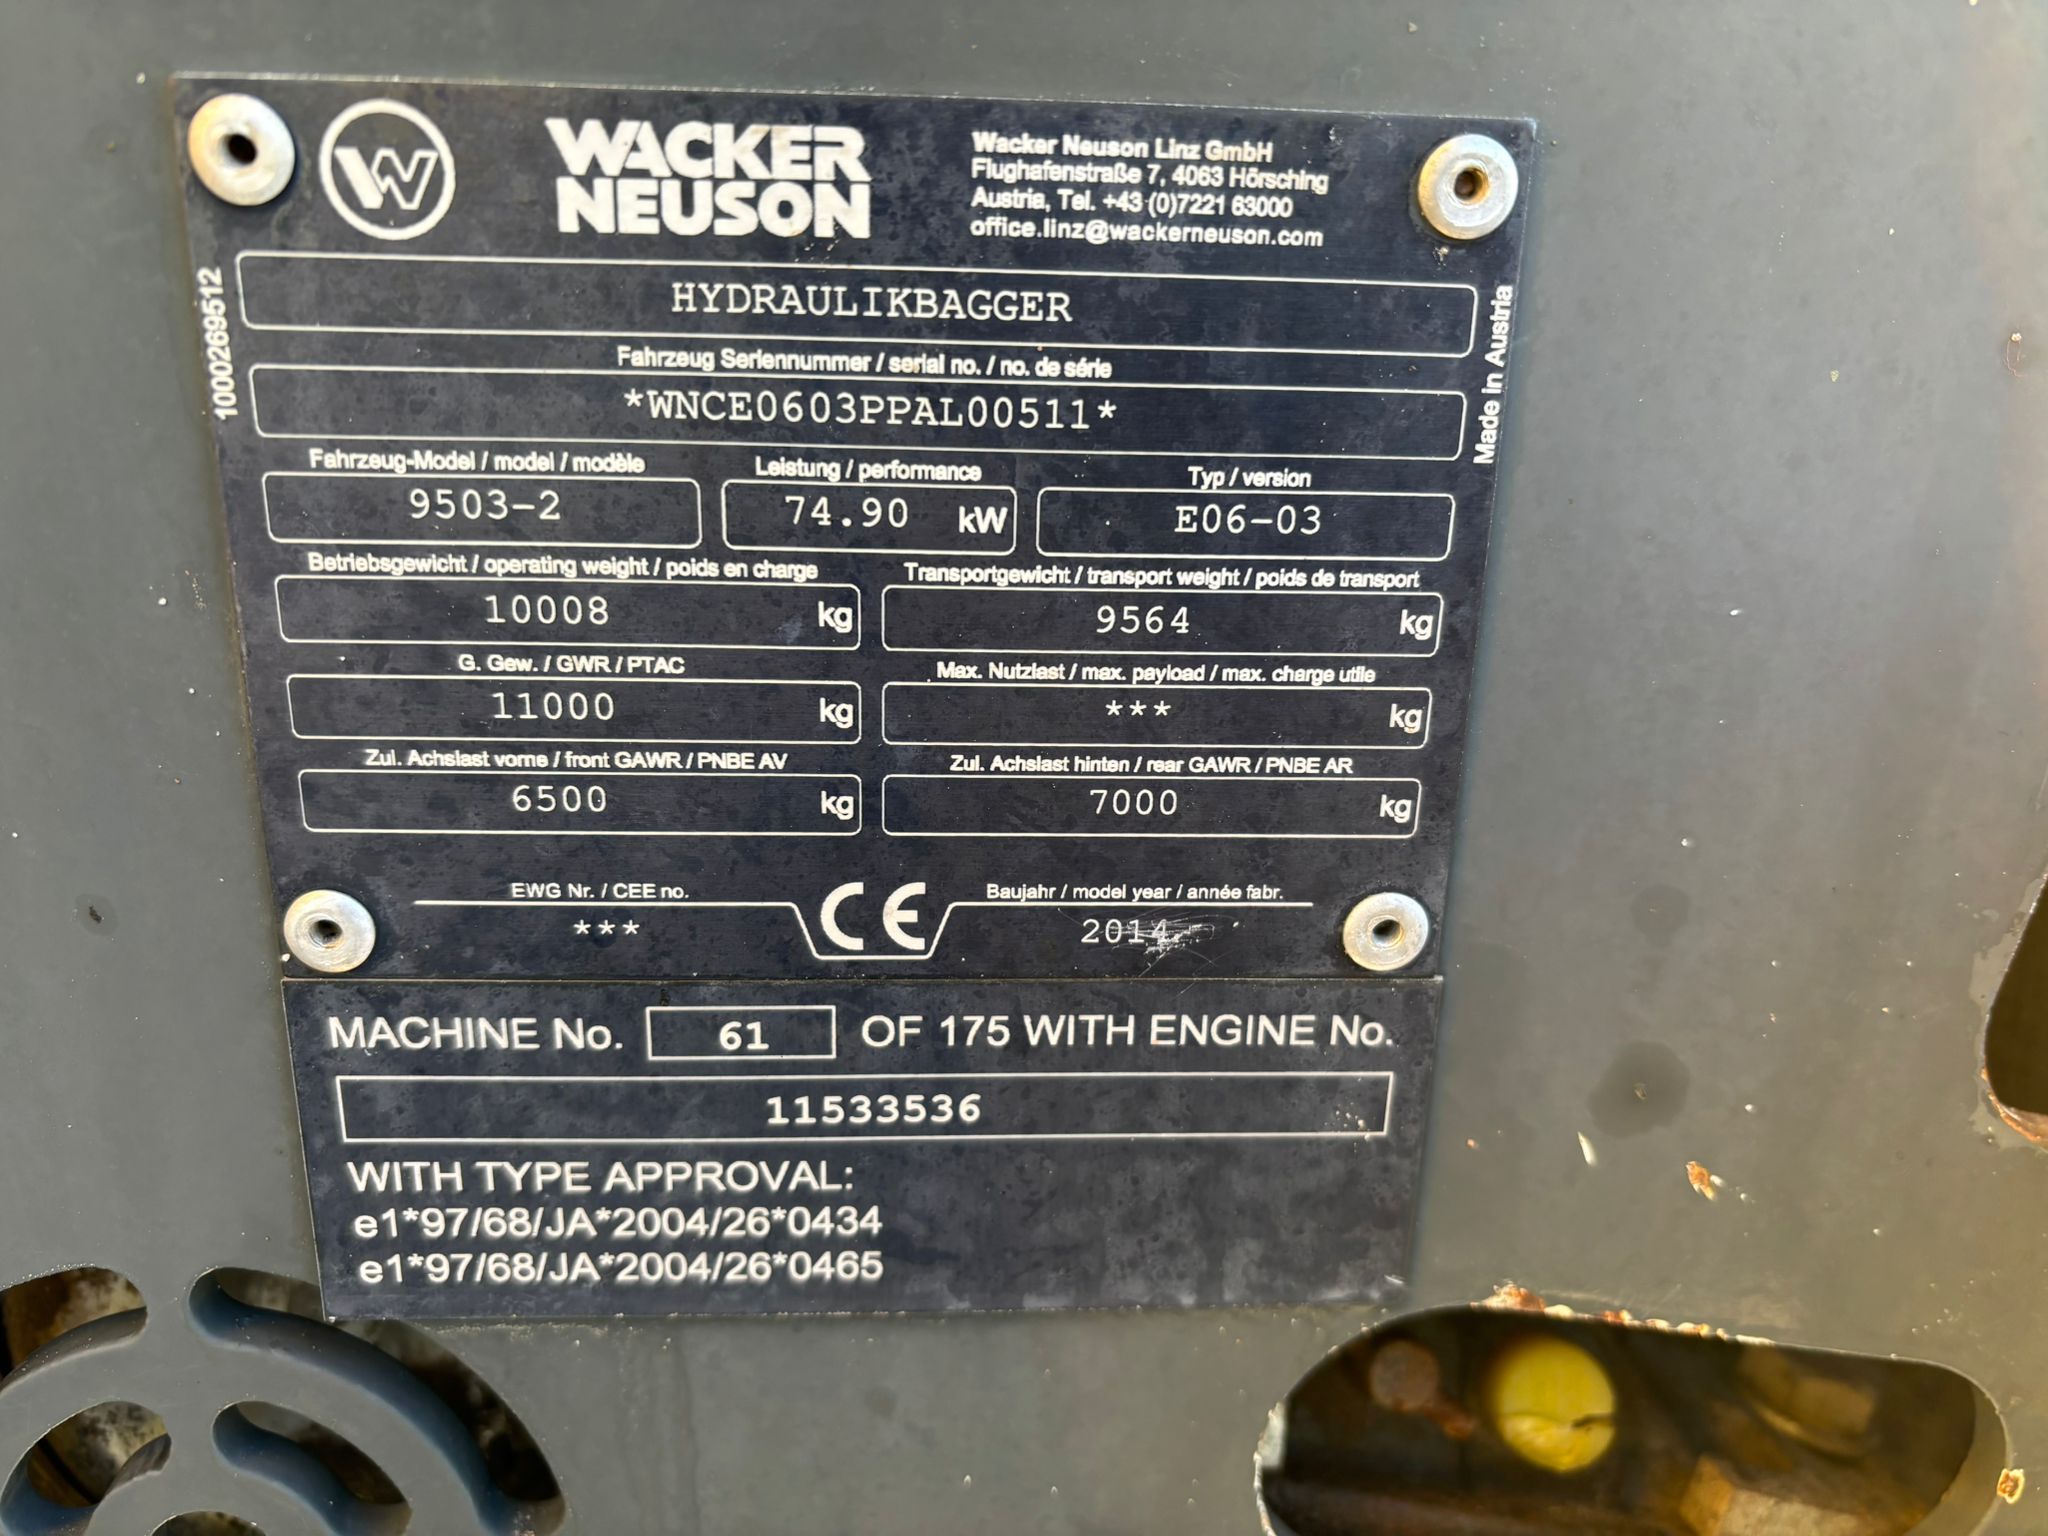 WACKER
NEUSON
Wacker Neuson Linz GmbH
Flughafenstraße 7, 4063 Hörsching
Austria, Tel. +43 (0)7221 63000
office.linz@wackerneuson.com
1000269512
Made in Austria
HYDRAULIKBAGGER
Fahrzeug Seriennummer / serial no. / no. de série
*WNCE0603PPAL00511*
Fahrzeug-Model / model / modèle Leistung / performance Typ / version
9503-2 74.90 kW E06-03
Betriebsgewicht / operating weight / poids en charge Transportgewicht / transport weight / poids de transport
10008 kg 9564 kg
G. Gew. / GWR / PTAC Max. Nutzlast / max. payload / max. charge utile
11000 kg *** kg
Zul. Achslast vorne / front GAWR / PNBE AV Zul. Achslast hinten / rear GAWR / PNBE AR
6500 kg 7000 kg
EWG Nr. / CEE no. CE Baujahr / model year / année fabr.
*** 2014
MACHINE No. 61 OF 175 WITH ENGINE No.
11533536
WITH TYPE APPROVAL:
e1*97/68/JA*2004/26*0434
e1*97/68/JA*2004/26*0465